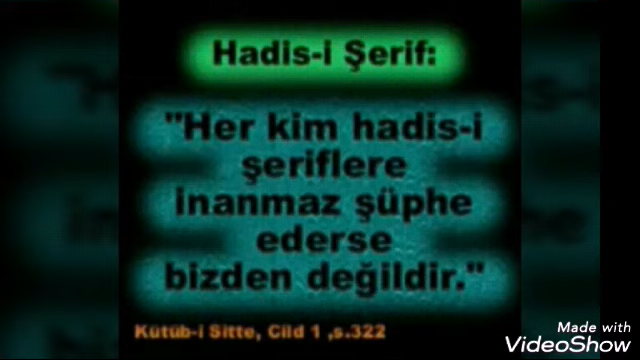 Hadis-i Şerif:
"Her kim hadis-i
şeriflere
inanmaz şüphe
ederse
bizden değildir."
Kütüb-i Sitte, Cild 1 ,s.322
Made with
VideoShow